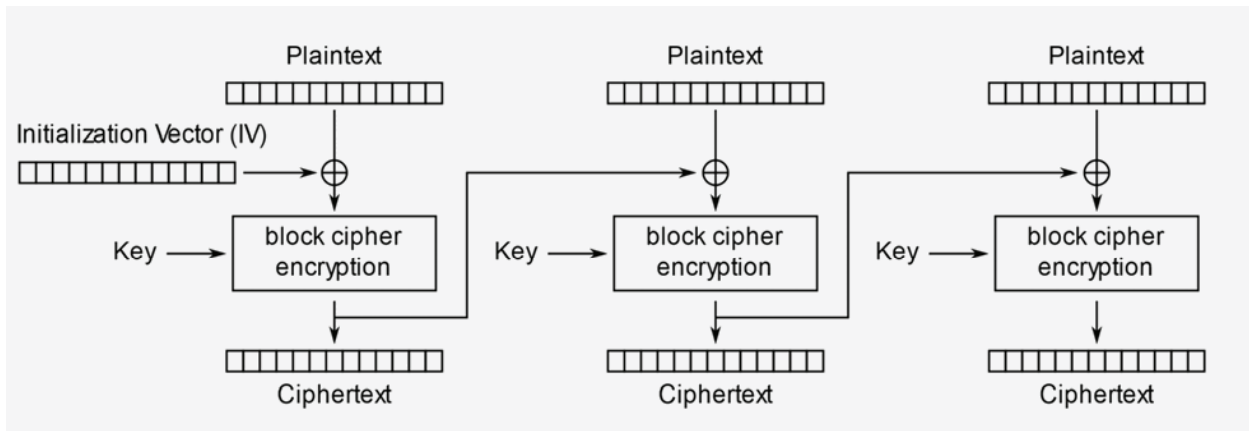 Plaintext
Plaintext
Plaintext
Initialization Vector (IV)
Key
block cipher
encryption
Key
block cipher
encryption
Key
block cipher
encryption
Ciphertext
Ciphertext
Ciphertext